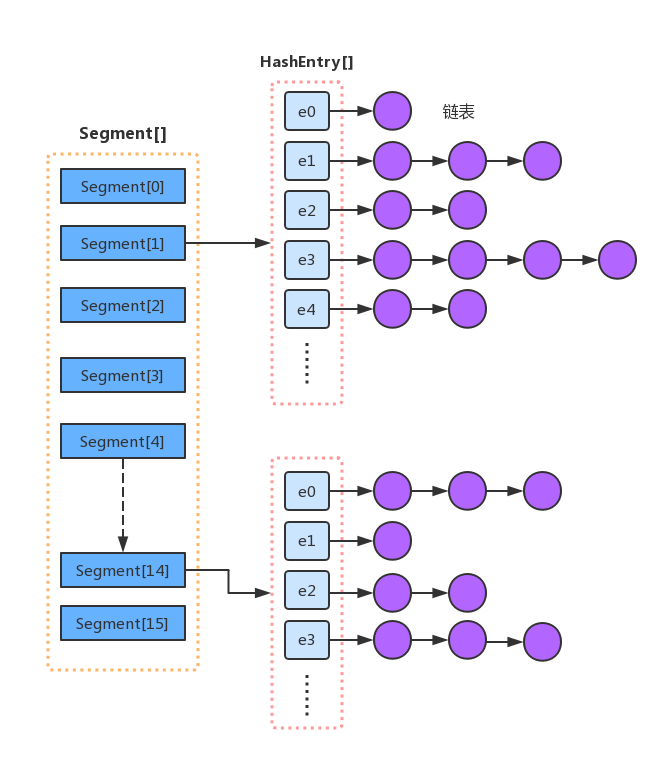 Segment[]
Segment[0]
Segment[1]
Segment[2]
Segment[3]
Segment[4]
Segment[14]
Segment[15]
HashEntry[]
e0
链表
e1
e2
e3
e4
e0
e1
e2
e3